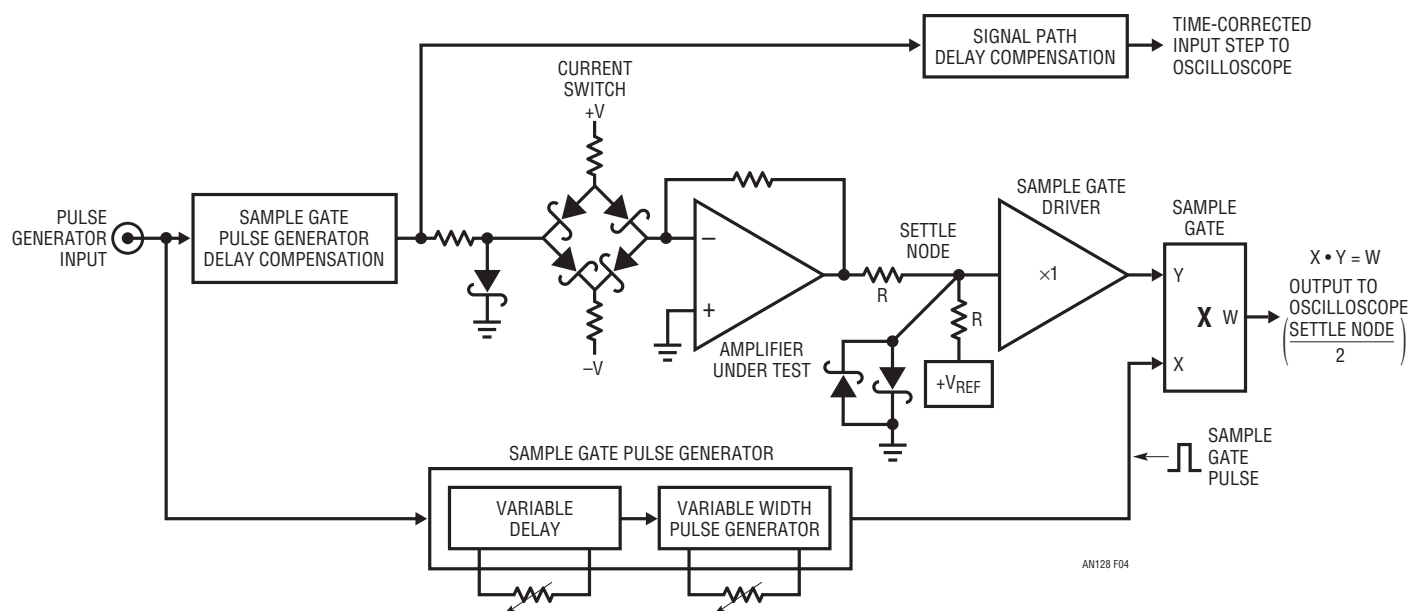 SIGNAL PATH
DELAY COMPENSATION
TIME-CORRECTED
INPUT STEP TO
OSCILLOSCOPE
CURRENT
SWITCH
+V
PULSE
GENERATOR
INPUT
SAMPLE GATE
PULSE GENERATOR
DELAY COMPENSATION
–V
–
+
AMPLIFIER
UNDER TEST
R
SETTLE
NODE
R
+VREF
SAMPLE GATE
DRIVER
×1
SAMPLE
GATE
Y
X W
X
X • Y = W
OUTPUT TO
OSCILLOSCOPE
(SETTLE NODE
2)
SAMPLE
GATE
PULSE
SAMPLE GATE PULSE GENERATOR
VARIABLE
DELAY
VARIABLE WIDTH
PULSE GENERATOR
AN128 F04